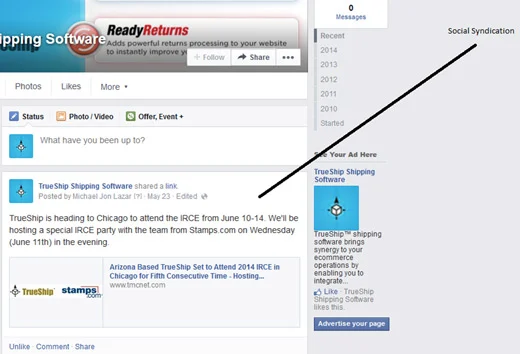 ipping Software
ReadyReturns
Adds powerful returns processing to your website
to instantly improve
+ Follow
Share
•••
0
Messages
Recent
2014
2013
2012
2011
2010
Started
Social Syndication
Photos
Likes
More
Status
Photo / Video
Offer, Event +
What have you been up to?
TrueShip Shipping Software shared a link.
Posted by Michael Jon Lazar [?] · May 23 · Edited
TrueShip is heading to Chicago to attend the IRCE from June 10-14. We'll be
hosting a special IRCE party with the team from Stamps.com on Wednesday
(June 11th) in the evening.
TrueShip
stamps
.com
Arizona Based TrueShip Set to Attend 2014 IRCE in
Chicago for Fifth Consecutive Time - Hosting...
www.tmcnet.com
Unlike · Comment · Share
See Your Ad Here
TrueShip Shipping
Software
TrueShip™ shipping
software brings
synergy to your
ecommerce
operations by
enabling you to
integrate...
Like · TrueShip
Shipping Software
likes this.
Advertise your page